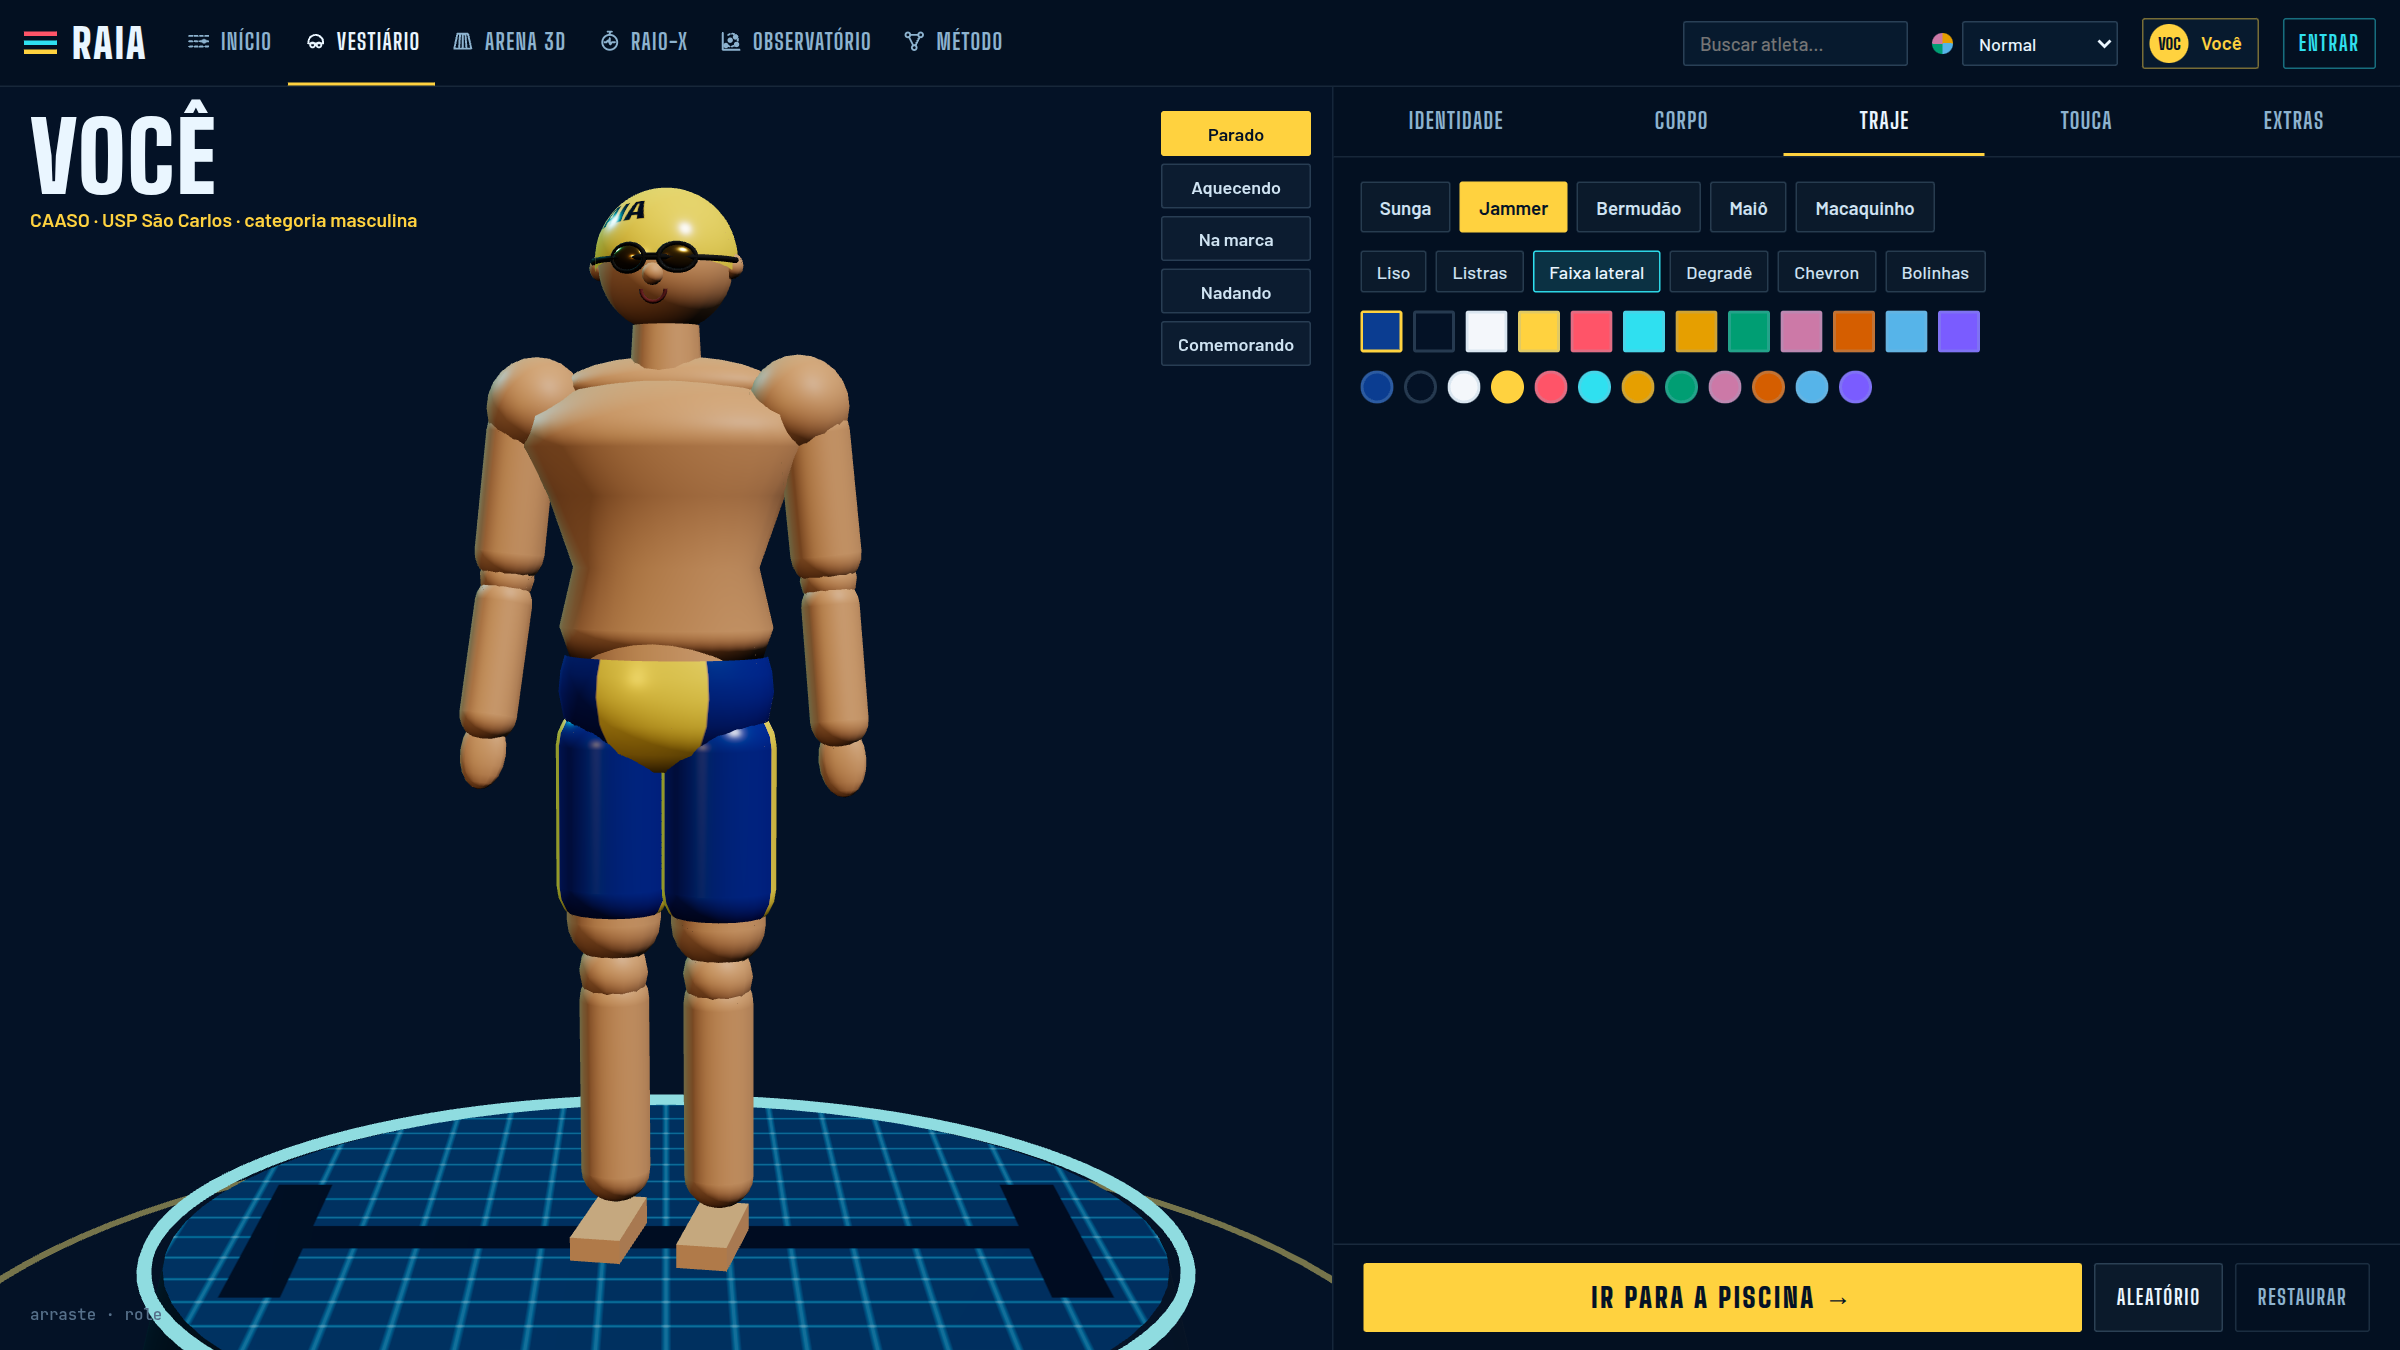 RAIA
INÍCIO
VESTIÁRIO
ARENA 3D
RAIO-X
OBSERVATÓRIO
MÉTODO
Buscar atleta...
Normal
VOC
Você
ENTRAR
VOCÊ
CAASO · USP São Carlos · categoria masculina
Parado
Aquecendo
Na marca
Nadando
Comemorando
IDENTIDADE
CORPO
TRAJE
TOUCA
EXTRAS
Sunga
Jammer
Bermudão
Maiô
Macaquinho
Liso
Listras
Faixa lateral
Degradê
Chevron
Bolinhas
arraste · role
IR PARA A PISCINA →
ALEATÓRIO
RESTAURAR